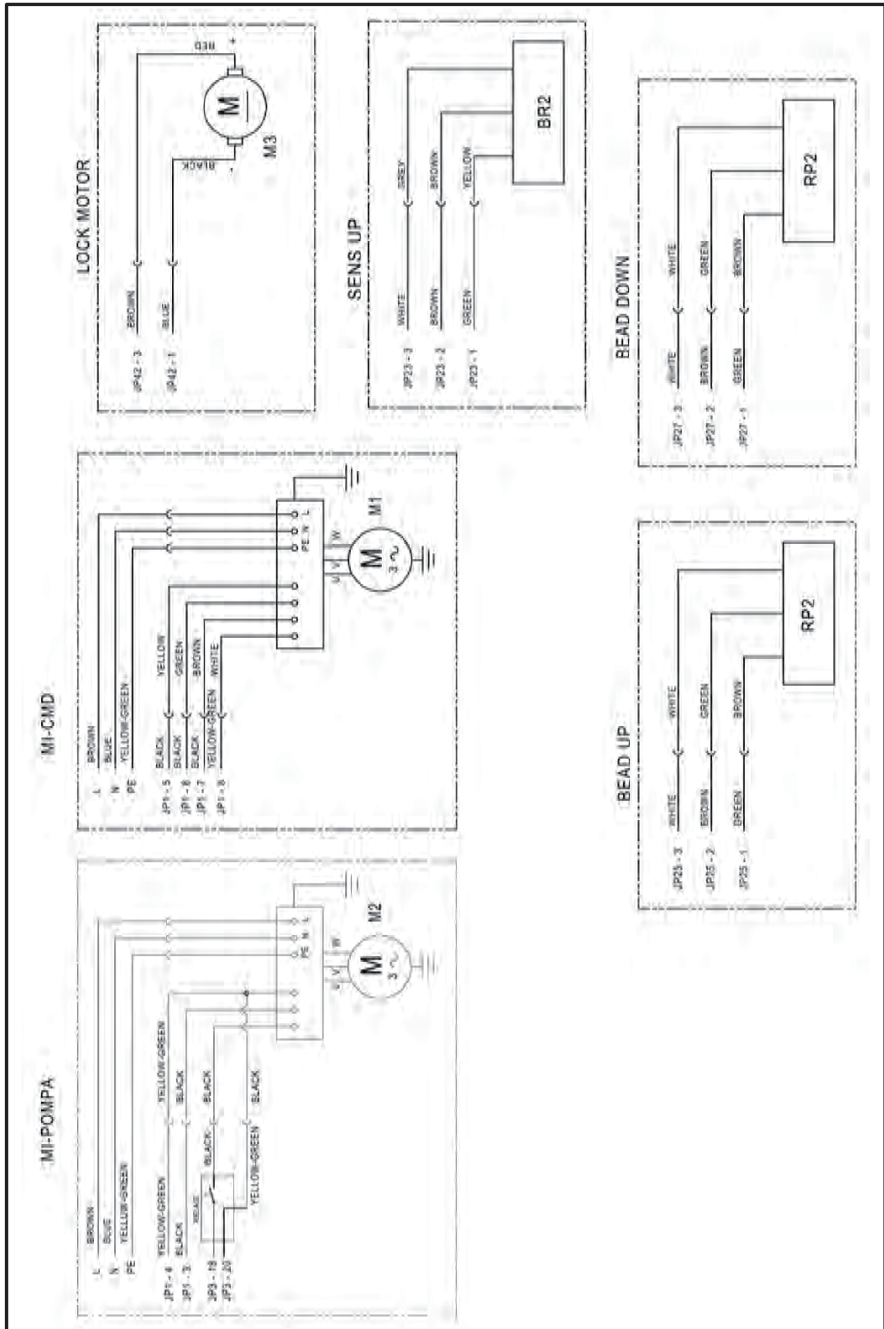 LOCK MOTOR
JP42 - 3 BROWN RED +
JP42 - 1 BLUE BLACK -
M
M3
SENS UP
JP23 - 3 WHITE GREY
JP23 - 2 BROWN BROWN
JP23 - 1 GREEN YELLOW
BR2
BEAD DOWN
JP27 - 3 WHITE WHITE
JP27 - 2 BROWN GREEN
JP27 - 1 GREEN BROWN
RP2
MI-CMD
L BROWN
N BLUE
PE YELLOW-GREEN
JP1 - 5 BLACK YELLOW
JP1 - 6 BLACK GREEN
JP1 - 7 BLACK BROWN
JP1 - 8 YELLOW-GREEN WHITE
PE N L
U V W
M
3 ~
M1
BEAD UP
JP25 - 3 WHITE WHITE
JP25 - 2 BROWN GREEN
JP25 - 1 GREEN BROWN
RP2
MI-POMPA
L BROWN
N BLUE
PE YELLOW-GREEN
JP1 - 4 YELLOW-GREEN YELLOW-GREEN
JP1 - 3 BLACK BLACK
JP3 - 19 BLACK BLACK
JP3 - 20 YELLOW-GREEN BLACK
PE N L
U V W
M
3 ~
M2